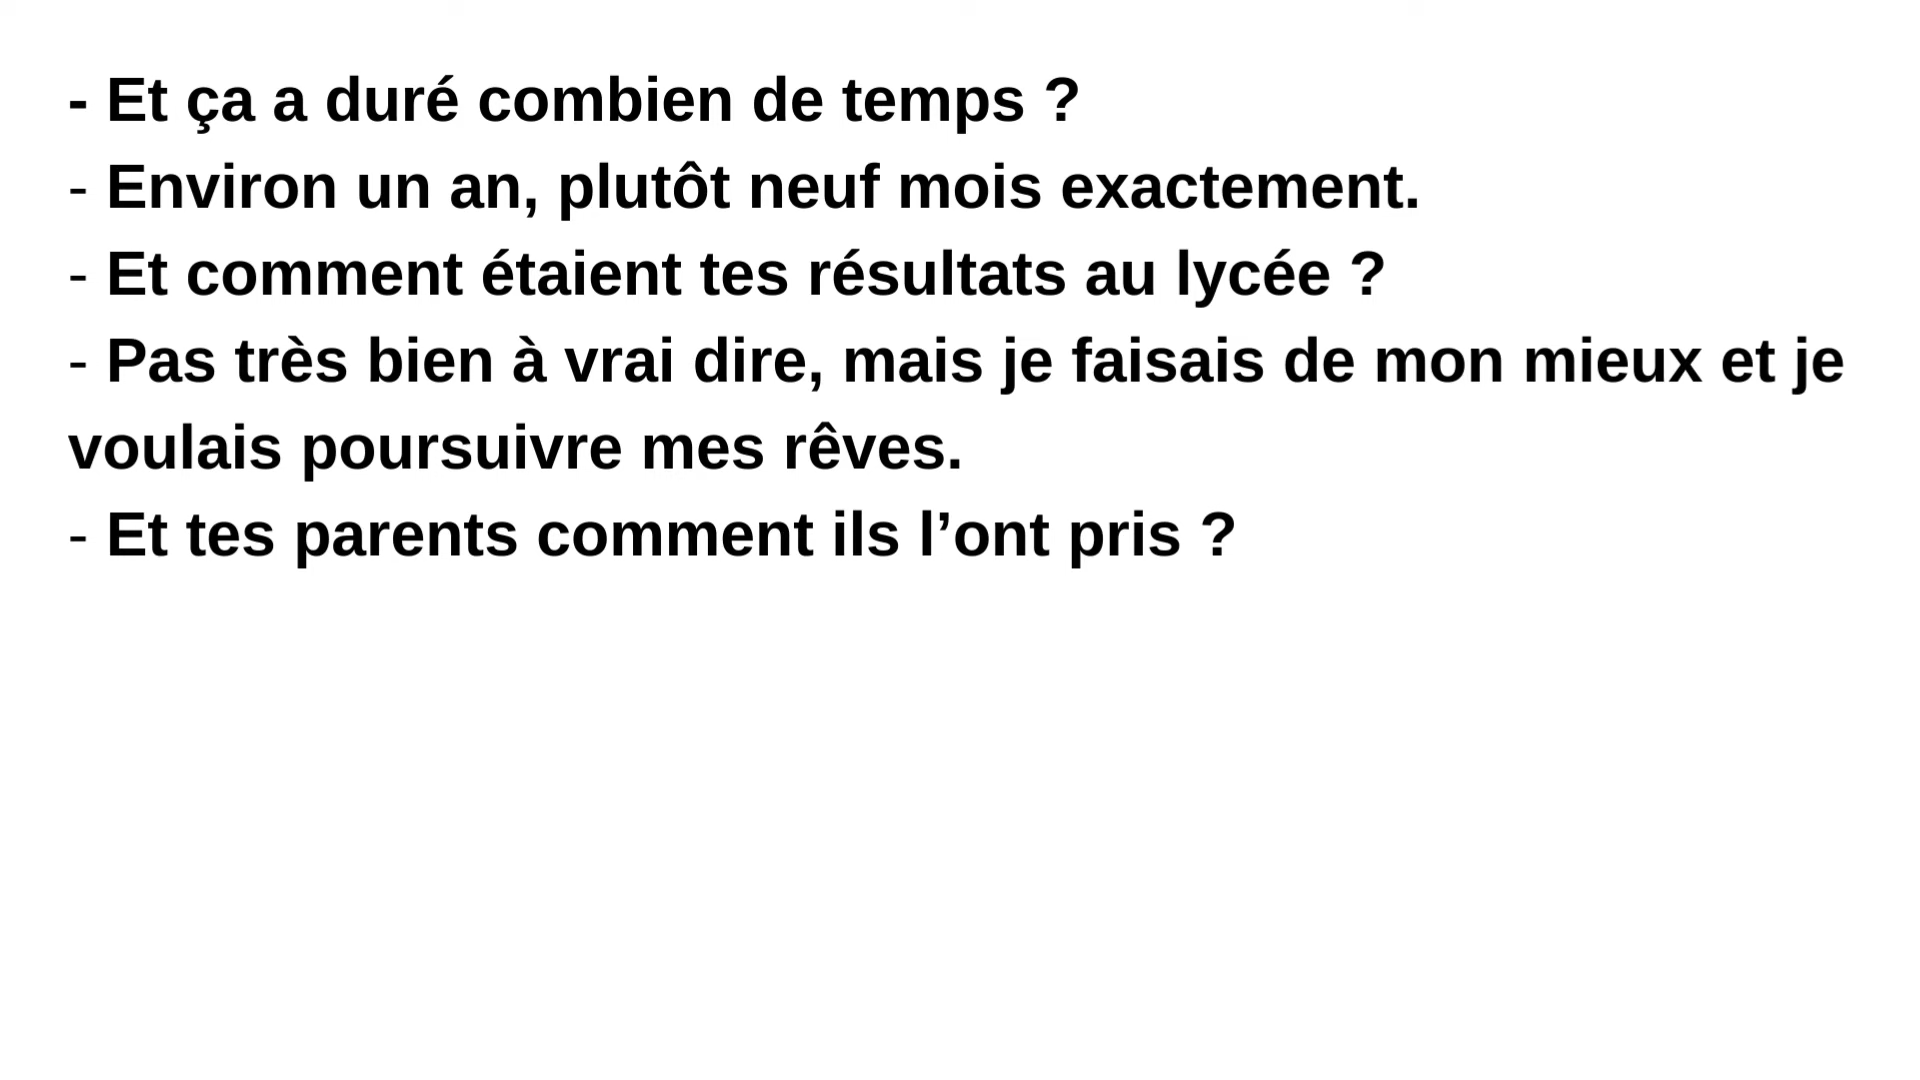 - Et ça a duré combien de temps ?
- Environ un an, plutôt neuf mois exactement.
- Et comment étaient tes résultats au lycée ?
- Pas très bien à vrai dire, mais je faisais de mon mieux et je
voulais poursuivre mes rêves.
- Et tes parents comment ils l’ont pris ?